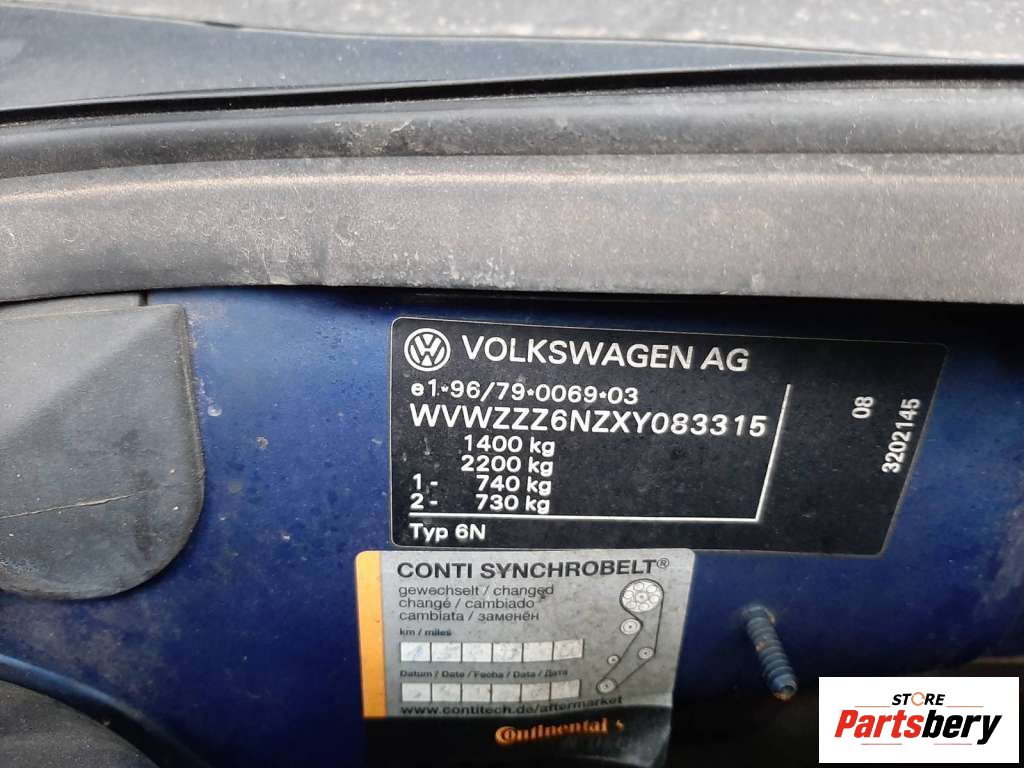 VOLKSWAGEN AG
e1*96/79*0069*03
WVWZZZ6NZXY083315
1400 kg
2200 kg
1- 740 kg
2- 730 kg
Typ 6N
08
3202145
CONTI SYNCHROBELT®
gewechselt / changed
changé / cambiado
cambiata / заменён
km / miles
Datum / Date / Fecha / Data / Дата
www.contitech.de/aftermarket
Continental
STORE
Partsbery